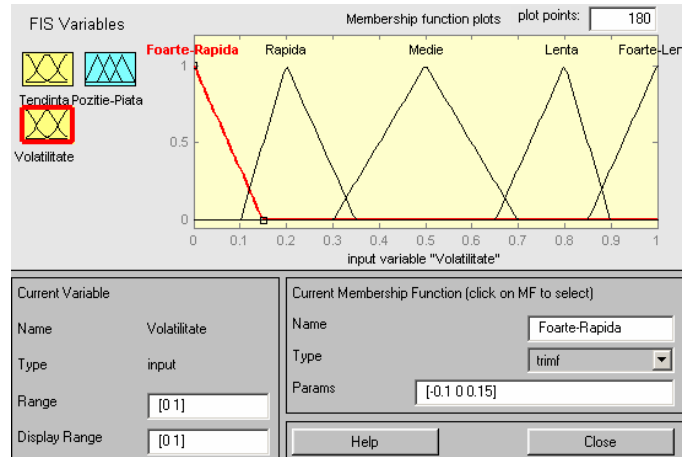 FIS Variables
Membership function plots plot points: 180
Foarte-Rapida Rapida Medie Lenta Foarte-Len
1
0.5
0
0 0.1 0.2 0.3 0.4 0.5 0.6 0.7 0.8 0.9 1
input variable "Volatilitate"
Tendinta Pozitie-Piata
Volatilitate
Current Variable
Name Volatilitate
Type input
Range [0 1]
Display Range [0 1]
Current Membership Function (click on MF to select)
Name Foarte-Rapida
Type trimf
Params [-0.1 0 0.15]
Help Close